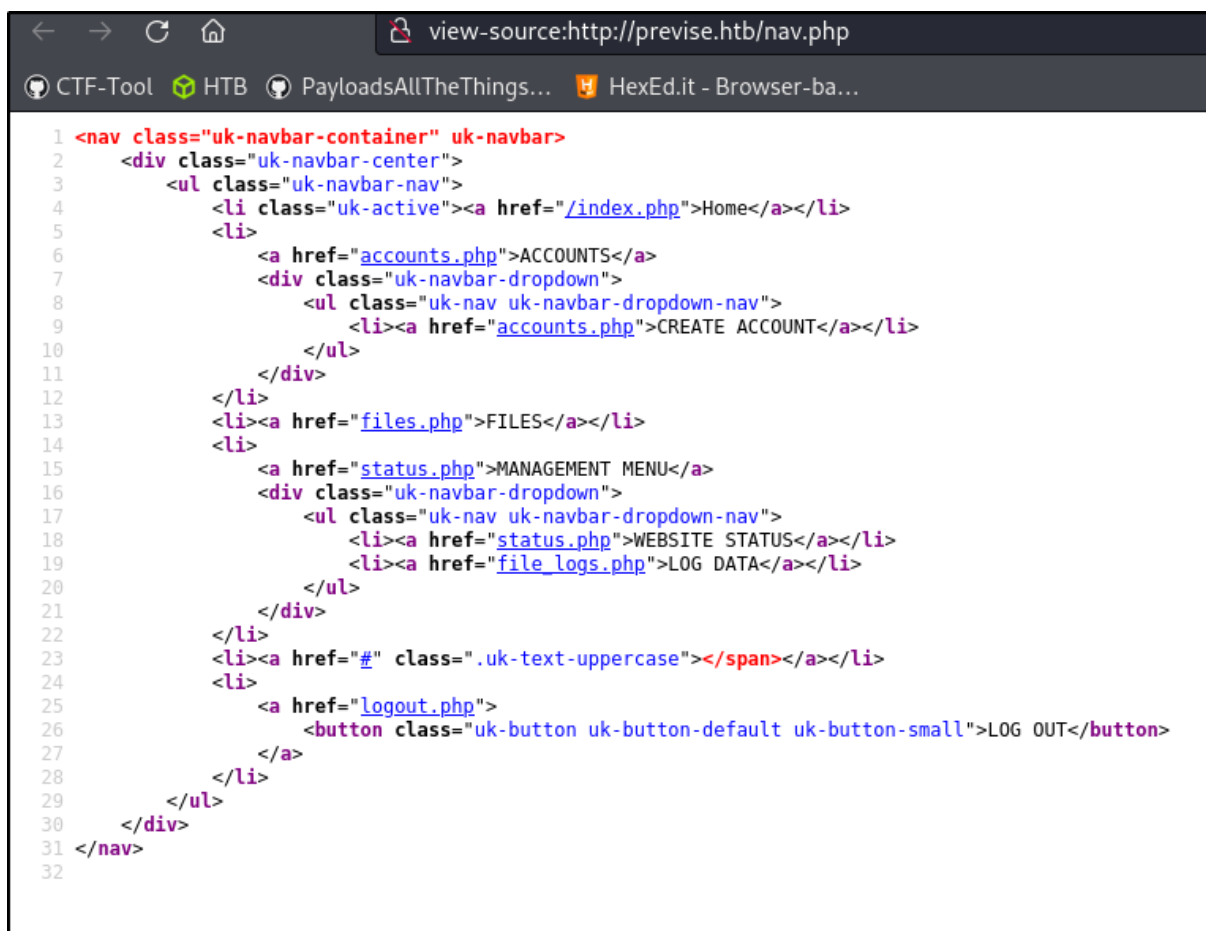 view-source:http://previse.htb/nav.php
CTF-Tool HTB PayloadsAllTheThings... HexEd.it - Browser-ba...
1 <nav class="uk-navbar-container" uk-navbar>
2     <div class="uk-navbar-center">
3         <ul class="uk-navbar-nav">
4             <li class="uk-active"><a href="/index.php">Home</a></li>
5             <li>
6                 <a href="accounts.php">ACCOUNTS</a>
7                 <div class="uk-navbar-dropdown">
8                     <ul class="uk-nav uk-navbar-dropdown-nav">
9                         <li><a href="accounts.php">CREATE ACCOUNT</a></li>
10                     </ul>
11                 </div>
12             </li>
13             <li><a href="files.php">FILES</a></li>
14             <li>
15                 <a href="status.php">MANAGEMENT MENU</a>
16                 <div class="uk-navbar-dropdown">
17                     <ul class="uk-nav uk-navbar-dropdown-nav">
18                         <li><a href="status.php">WEBSITE STATUS</a></li>
19                         <li><a href="file_logs.php">LOG DATA</a></li>
20                     </ul>
21                 </div>
22             </li>
23             <li><a href="#" class=".uk-text-uppercase"></span></a></li>
24             <li>
25                 <a href="logout.php">
26                     <button class="uk-button uk-button-default uk-button-small">LOG OUT</button>
27                 </a>
28             </li>
29         </ul>
30     </div>
31 </nav>
32